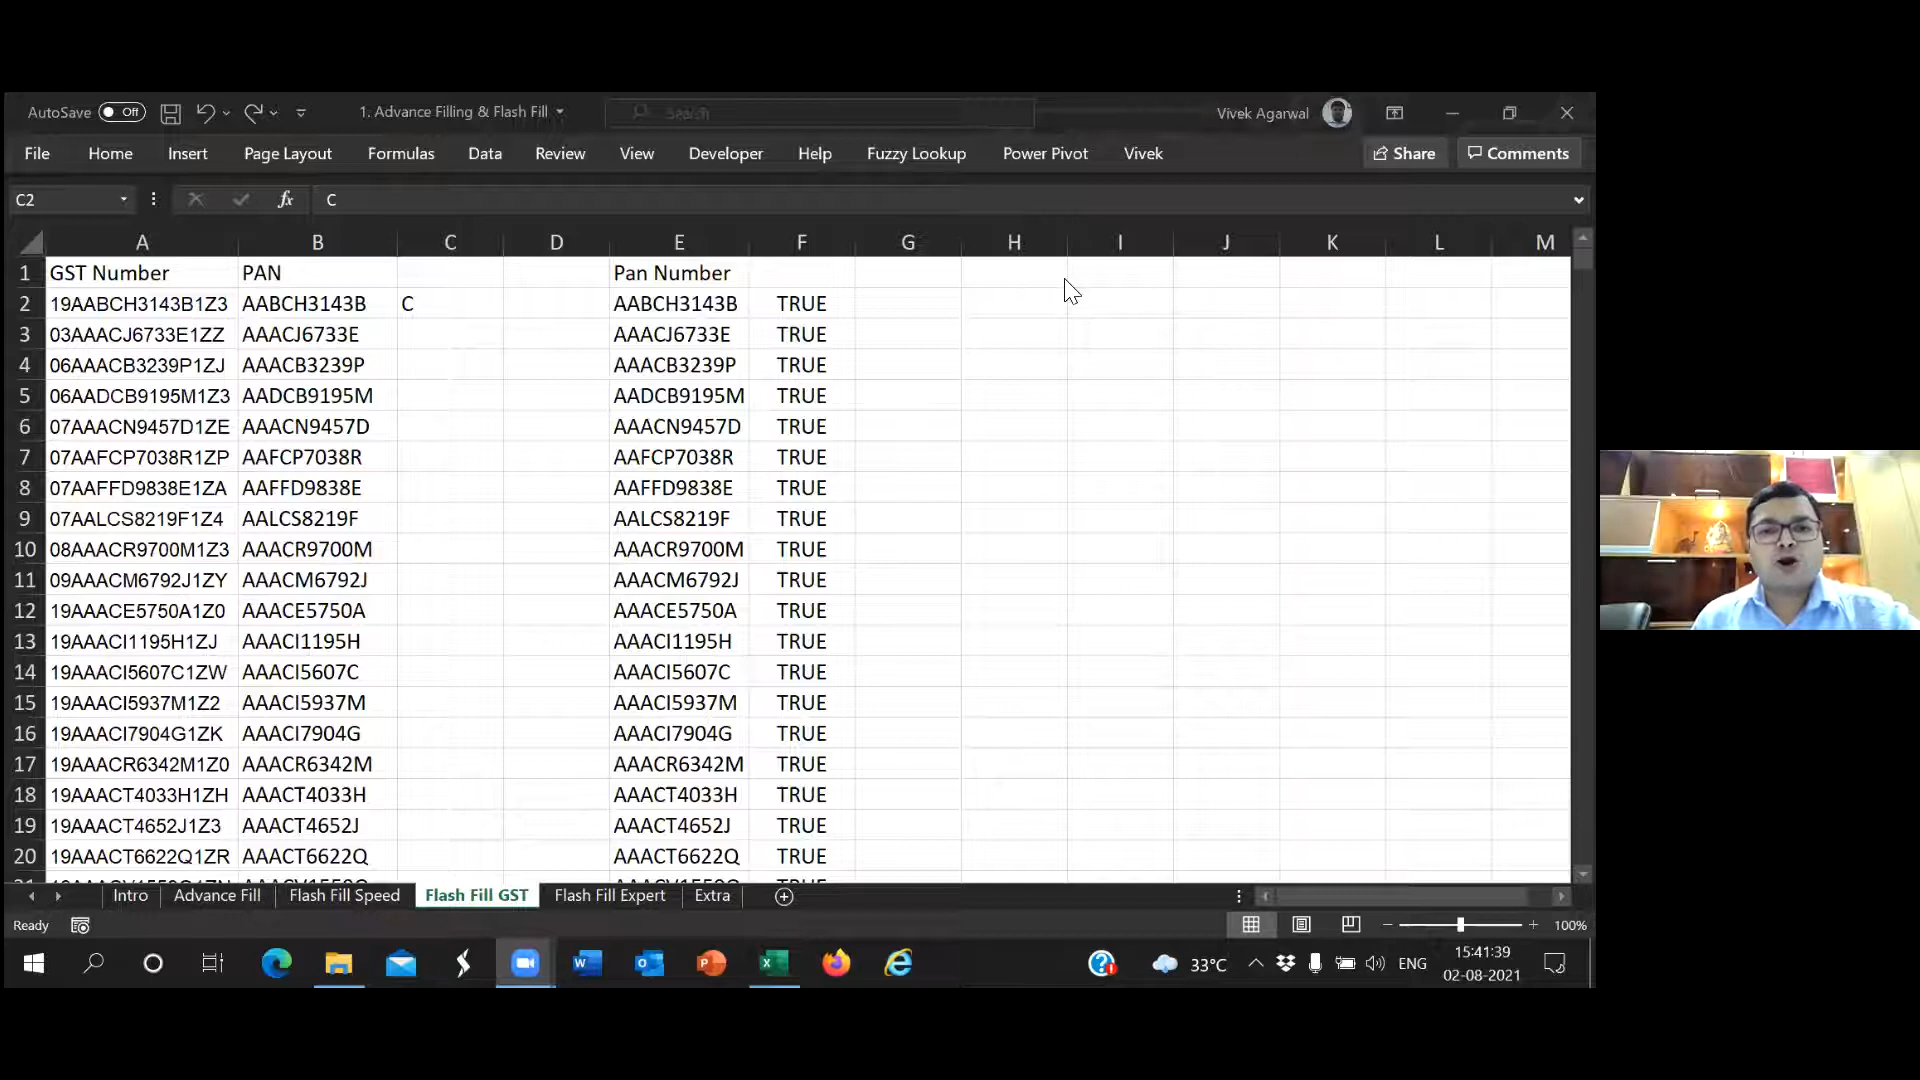 AutoSave Off 1. Advance Filling & Flash Fill Search Vivek Agarwal
File Home Insert Page Layout Formulas Data Review View Developer Help Fuzzy Lookup Power Pivot Vivek Share Comments
C2 fx C
A B C D E F G H I J K L M
1 GST Number PAN Pan Number
2 19AABCH3143B1Z3 AABCH3143B C AABCH3143B TRUE
3 03AAACJ6733E1ZZ AAACJ6733E AAACJ6733E TRUE
4 06AAACB3239P1ZJ AAACB3239P AAACB3239P TRUE
5 06AADCB9195M1Z3 AADCB9195M AADCB9195M TRUE
6 07AAACN9457D1ZE AAACN9457D AAACN9457D TRUE
7 07AAFCP7038R1ZP AAFCP7038R AAFCP7038R TRUE
8 07AAFFD9838E1ZA AAFFD9838E AAFFD9838E TRUE
9 07AALCS8219F1Z4 AALCS8219F AALCS8219F TRUE
10 08AAACR9700M1Z3 AAACR9700M AAACR9700M TRUE
11 09AAACM6792J1ZY AAACM6792J AAACM6792J TRUE
12 19AAACE5750A1Z0 AAACE5750A AAACE5750A TRUE
13 19AAACI1195H1ZJ AAACI1195H AAACI1195H TRUE
14 19AAACI5607C1ZW AAACI5607C AAACI5607C TRUE
15 19AAACI5937M1Z2 AAACI5937M AAACI5937M TRUE
16 19AAACI7904G1ZK AAACI7904G AAACI7904G TRUE
17 19AAACR6342M1Z0 AAACR6342M AAACR6342M TRUE
18 19AAACT4033H1ZH AAACT4033H AAACT4033H TRUE
19 19AAACT4652J1Z3 AAACT4652J AAACT4652J TRUE
20 19AAACT6622Q1ZR AAACT6622Q AAACT6622Q TRUE
Intro Advance Fill Flash Fill Speed Flash Fill GST Flash Fill Expert Extra
Ready 100%
33°C ENG 15:41:39
02-08-2021